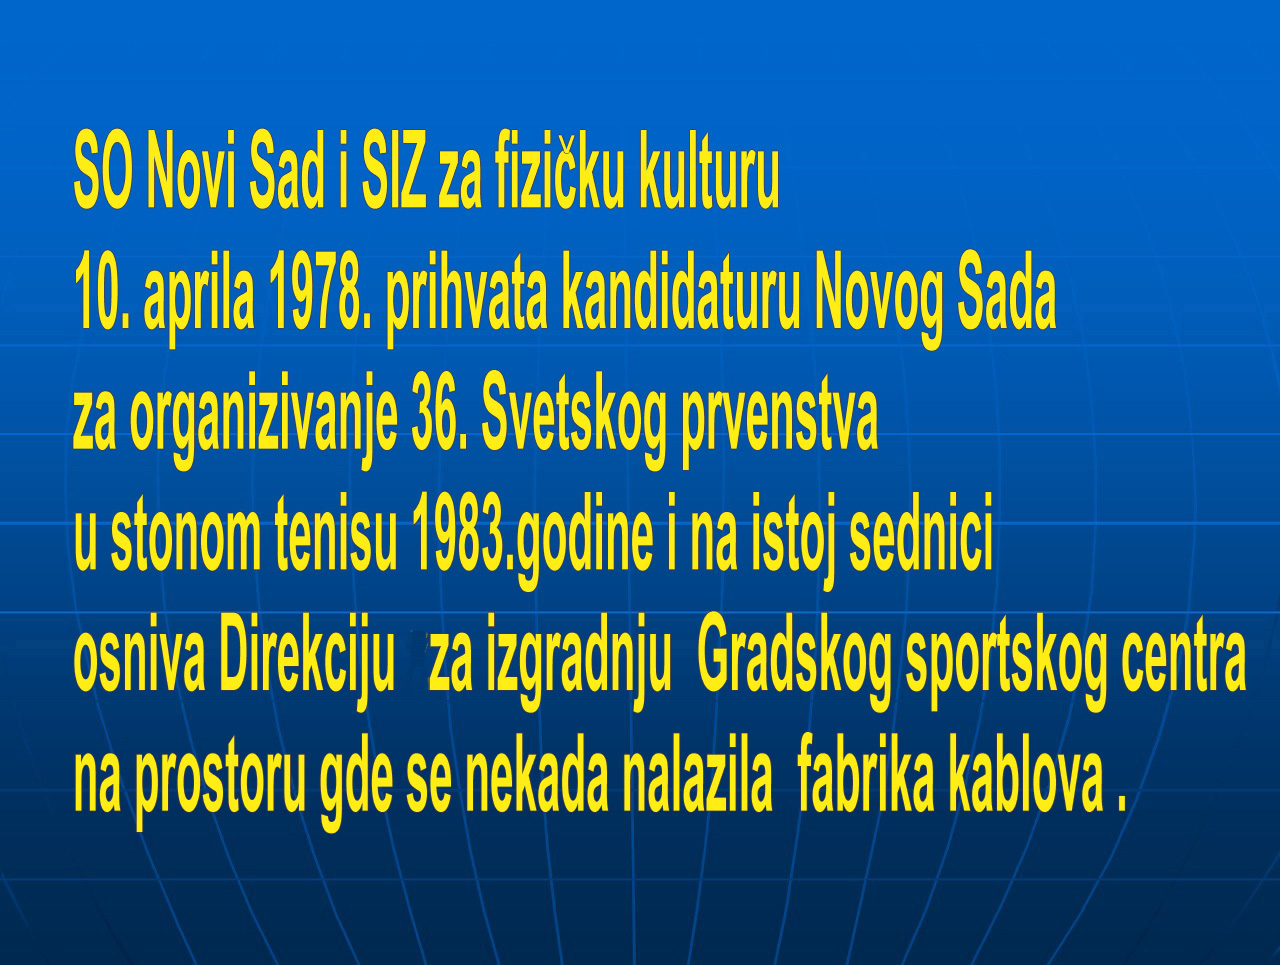 SO Novi Sad i SIZ za fizičku kulturu
10. aprila 1978. prihvata kandidaturu Novog Sada
za organizivanje 36. Svetskog prvenstva
u stonom tenisu 1983.godine i na istoj sednici
osniva Direkciju za izgradnju Gradskog sportskog centra
na prostoru gde se nekada nalazila fabrika kablova .